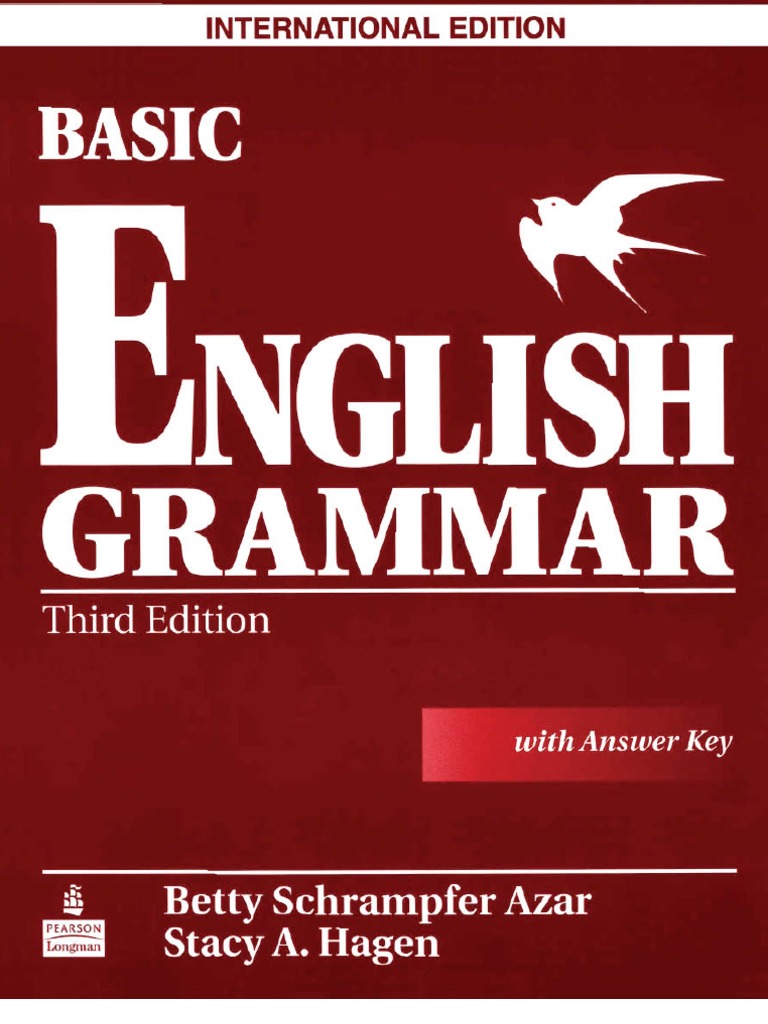 INTERNATIONAL EDITION
BASIC
ENGLISH
GRAMMAR
Third Edition
with Answer Key
Betty Schrampfer Azar
Stacy A. Hagen
PEARSON
Longman